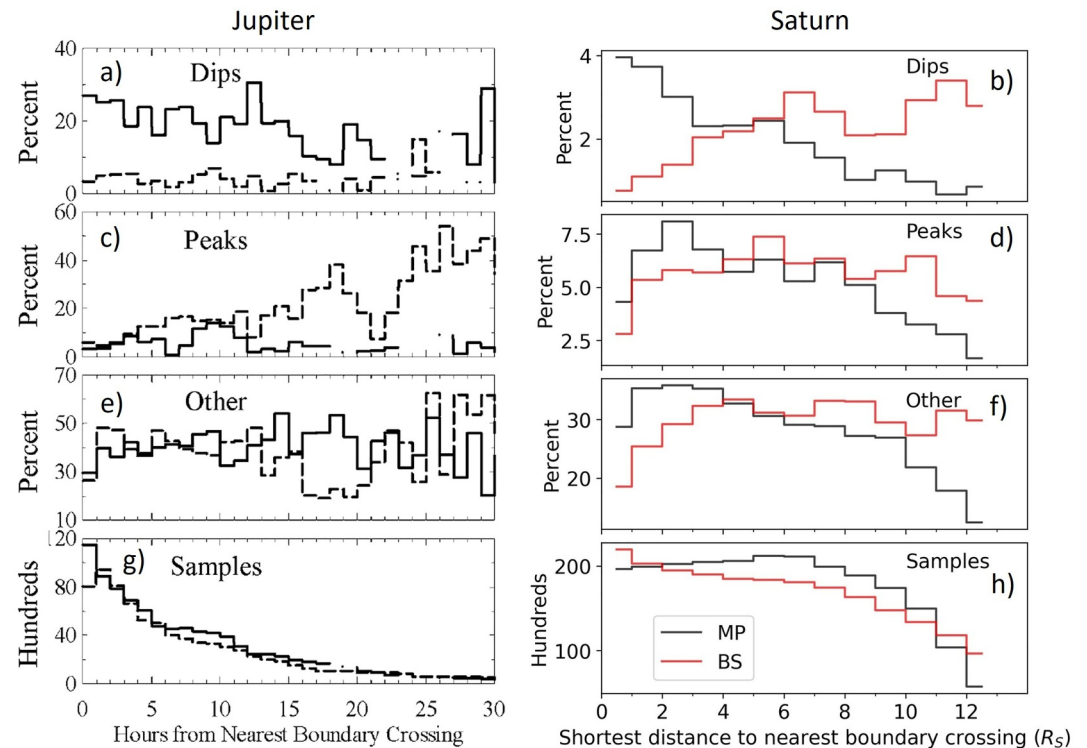 Jupiter
Saturn
40
20
0
Percent
a)
Dips
4
2
Percent
Dips
b)
60
40
20
0
Percent
c)
Peaks
7.5
5.0
2.5
Percent
Peaks
d)
70
50
30
10
Percent
e)
Other
30
20
Percent
Other
f)
120
80
40
0
Hundreds
g)
Samples
200
100
Hundreds
Samples
h)
MP
BS
0 5 10 15 20 25 30
Hours from Nearest Boundary Crossing
0 2 4 6 8 10 12
Shortest distance to nearest boundary crossing (R_S)